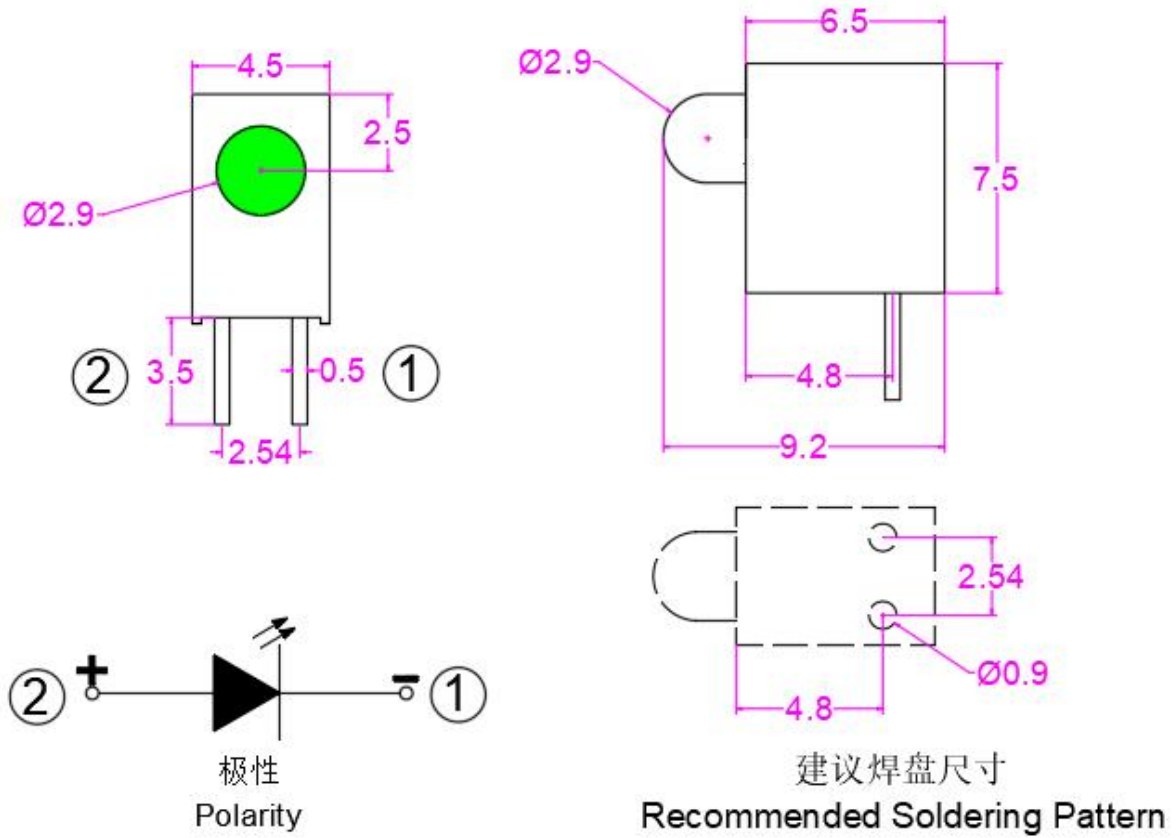 4.5
2.5
Ø2.9
② 3.5 0.5 ①
2.54
6.5
Ø2.9
7.5
4.8
9.2
② + - ①
极性
Polarity
2.54
Ø0.9
4.8
建议焊盘尺寸
Recommended Soldering Pattern